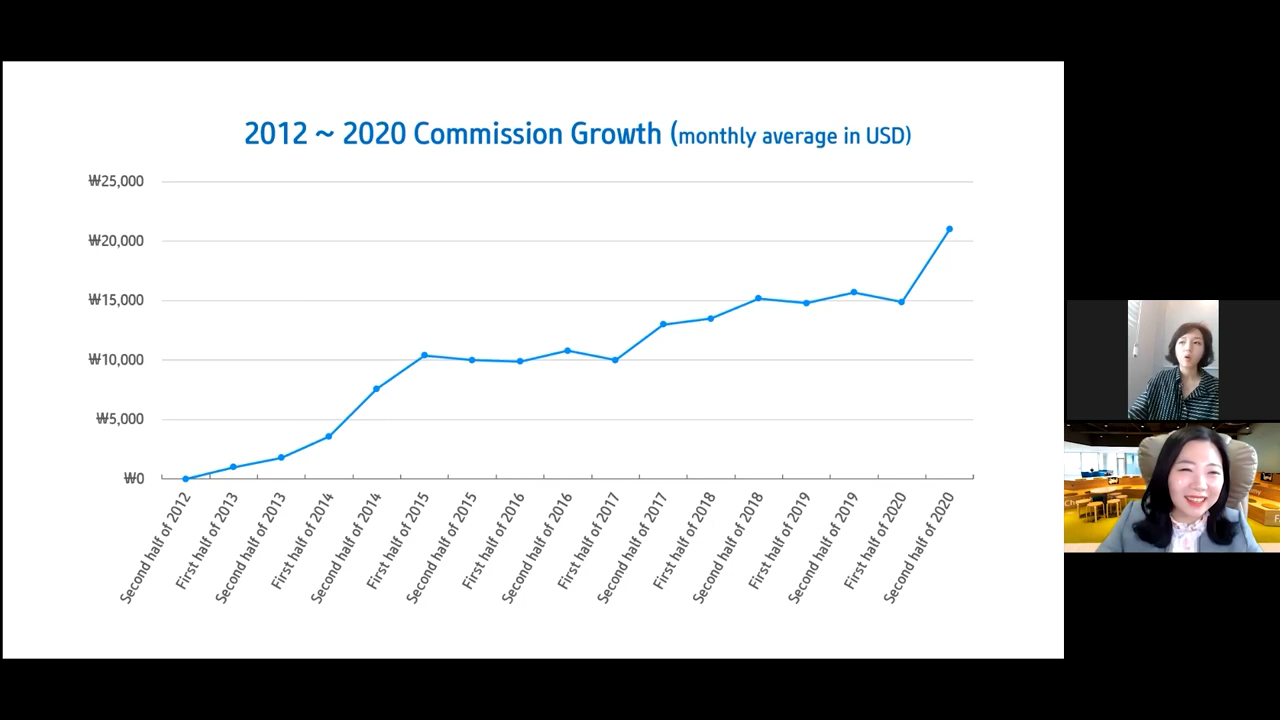 2012 ~ 2020 Commission Growth (monthly average in USD)
₩25,000
₩20,000
₩15,000
₩10,000
₩5,000
₩0
Second half of 2012
First half of 2013
Second half of 2013
First half of 2014
Second half of 2014
First half of 2015
Second half of 2015
First half of 2016
Second half of 2016
First half of 2017
Second half of 2017
First half of 2018
Second half of 2018
First half of 2019
Second half of 2019
First half of 2020
Second half of 2020